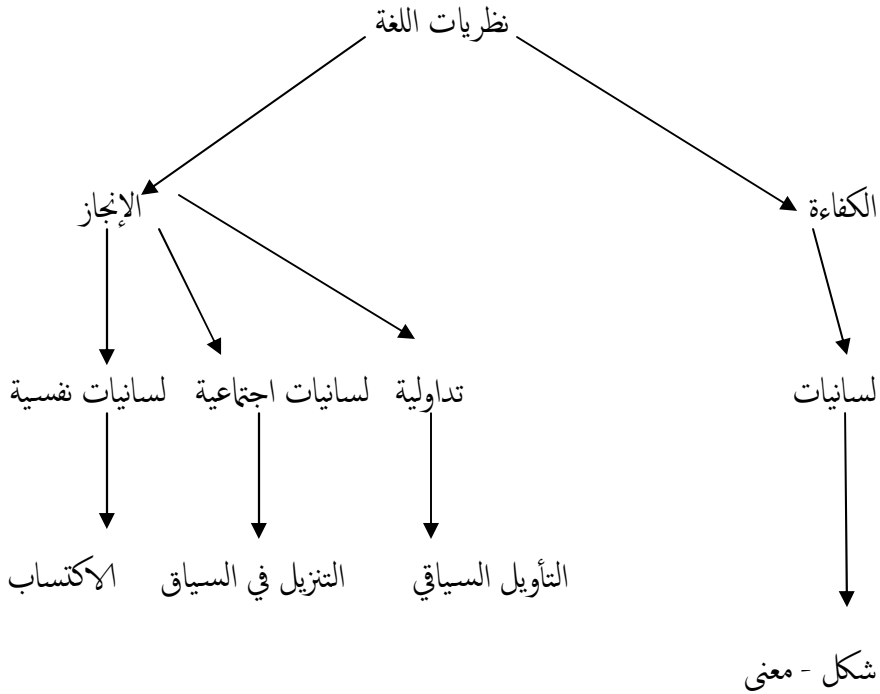 نظريات اللغة
الكفاءة
الإنجاز
لسانيات
تداولية
لسانيات اجتماعية
لسانيات نفسية
التأويل السياقي
التنزيل في السياق
الاكتساب
شكل - معنى